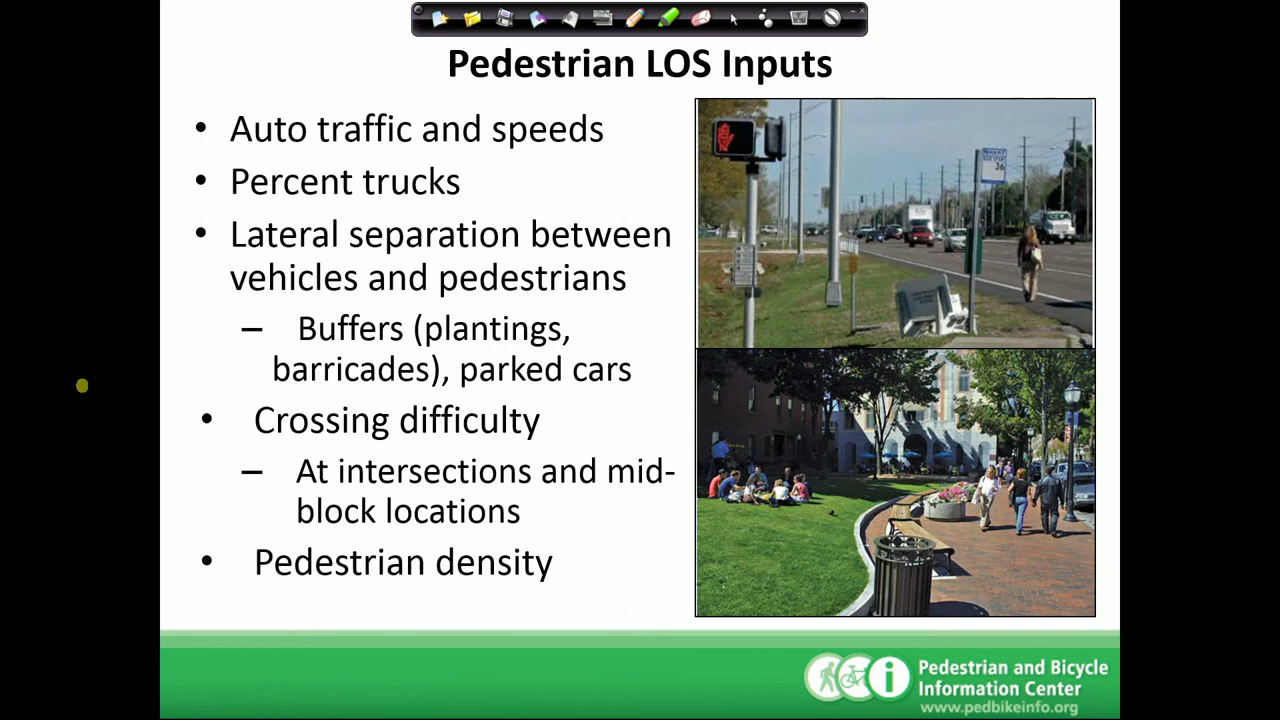 Pedestrian LOS Inputs
• Auto traffic and speeds
• Percent trucks
• Lateral separation between
vehicles and pedestrians
– Buffers (plantings,
barricades), parked cars
• Crossing difficulty
– At intersections and mid-
block locations
• Pedestrian density
36
Pedestrian and Bicycle
Information Center
www.pedbikeinfo.org